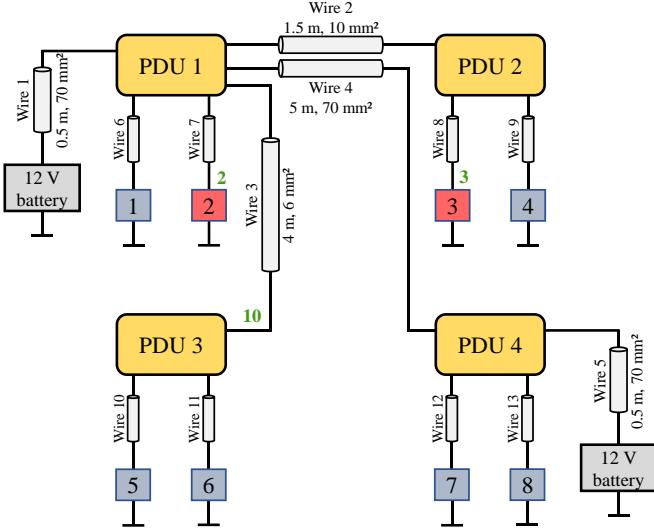 Wire 2
1.5 m, 10 mm²
PDU 1
PDU 2
Wire 4
5 m, 70 mm²
Wire 1
0.5 m, 70 mm²
12 V
battery
Wire 6
Wire 7
Wire 3
4 m, 6 mm²
Wire 8
Wire 9
2
3
1
2
3
4
10
PDU 3
PDU 4
Wire 5
0.5 m, 70 mm²
Wire 10
Wire 11
Wire 12
Wire 13
12 V
battery
5
6
7
8